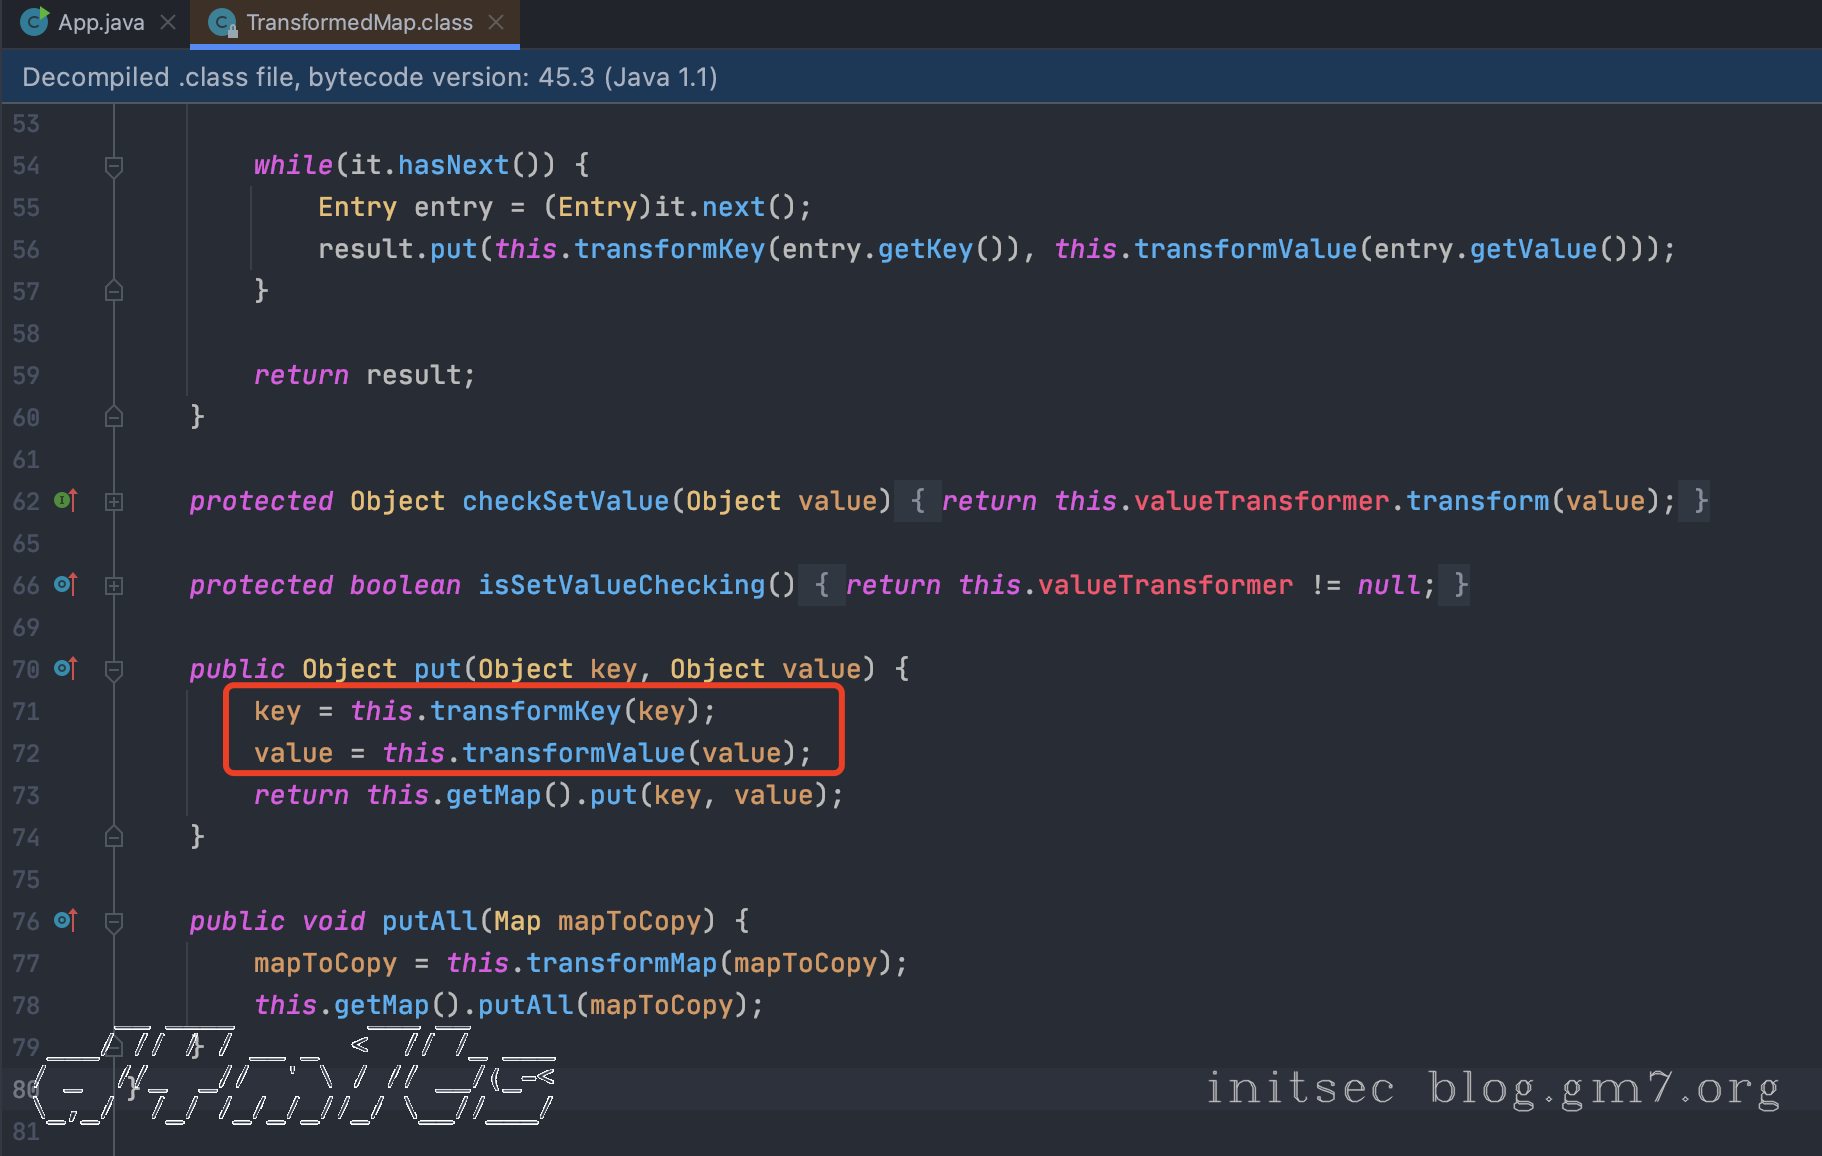 App.java
TransformedMap.class
Decompiled .class file, bytecode version: 45.3 (Java 1.1)
53
54 while(it.hasNext()) {
55 Entry entry = (Entry)it.next();
56 result.put(this.transformKey(entry.getKey()), this.transformValue(entry.getValue()));
57 }
58
59 return result;
60 }
61
62 protected Object checkSetValue(Object value) { return this.valueTransformer.transform(value); }
65
66 protected boolean isSetValueChecking() { return this.valueTransformer != null; }
69
70 public Object put(Object key, Object value) {
71 key = this.transformKey(key);
72 value = this.transformValue(value);
73 return this.getMap().put(key, value);
74 }
75
76 public void putAll(Map mapToCopy) {
77 mapToCopy = this.transformMap(mapToCopy);
78 this.getMap().putAll(mapToCopy);
79 }
80 }
81
initsec blog.gm7.org